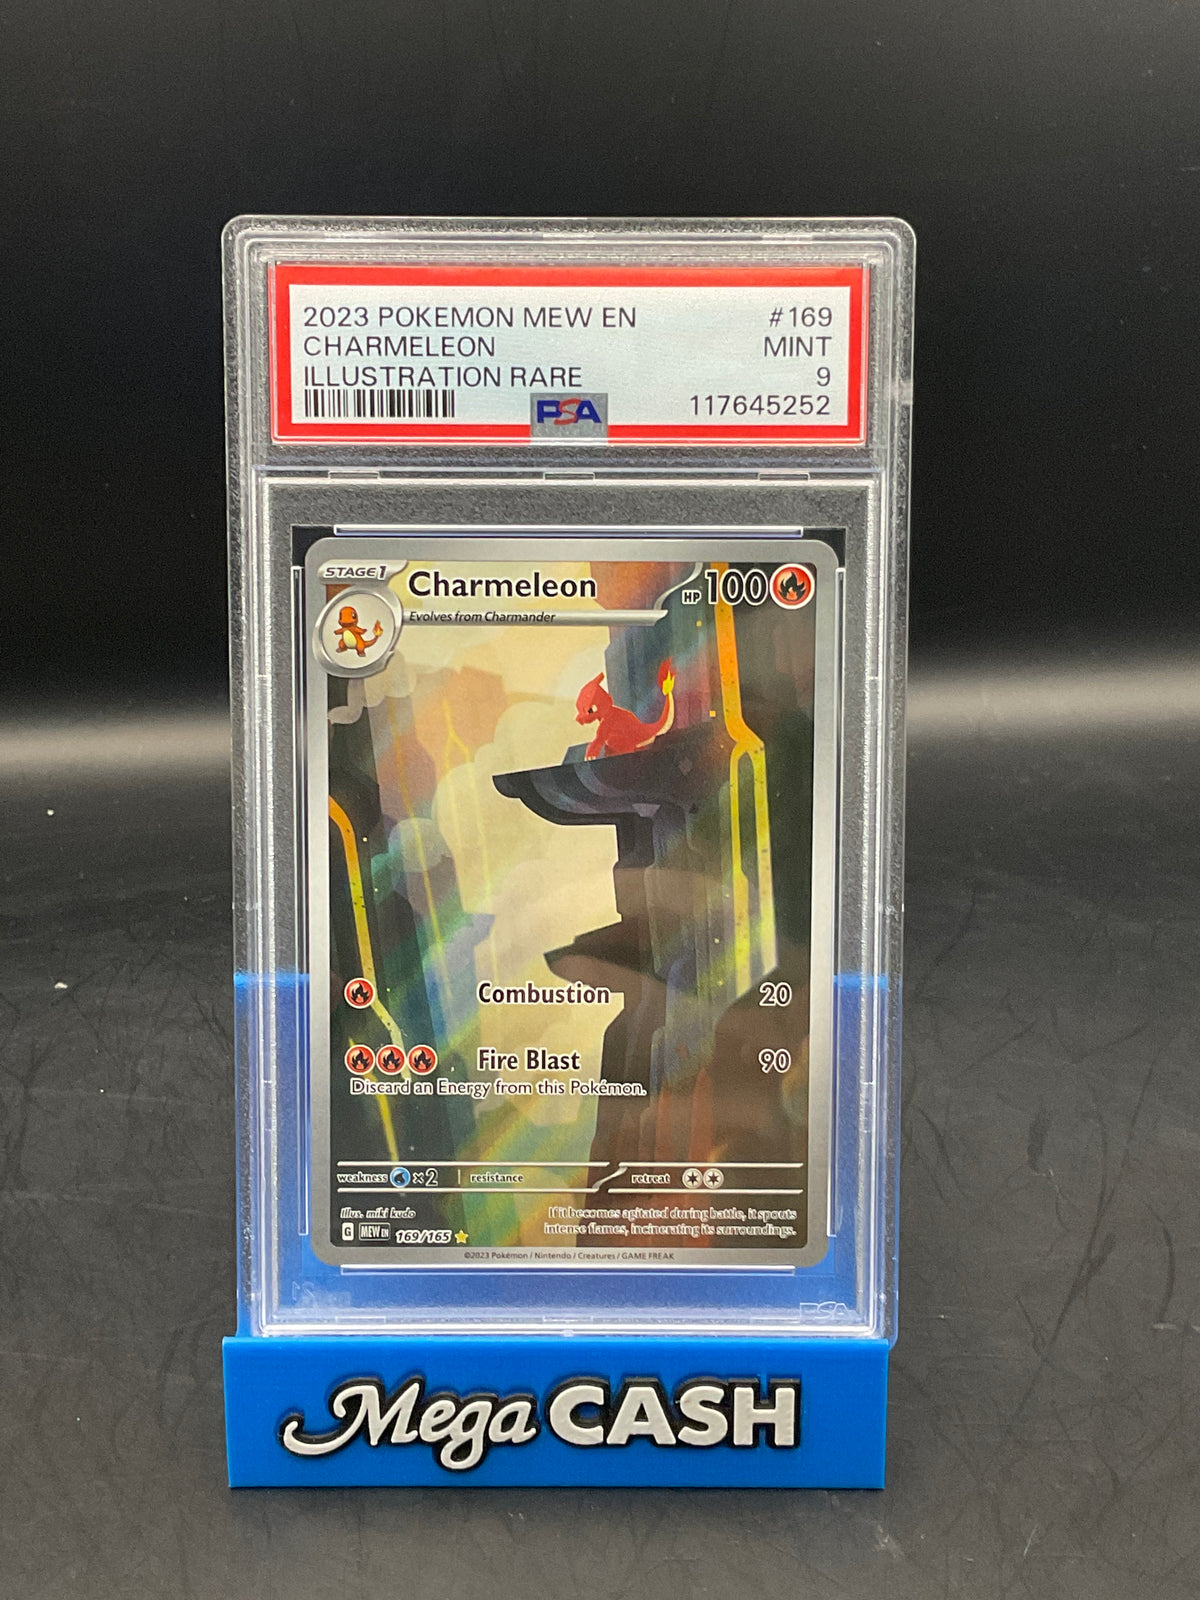 2023 POKEMON MEW EN #169
CHARMELEON MINT
ILLUSTRATION RARE 9
PSA 117645252
STAGE1 Charmeleon HP 100
Evolves from Charmander
Combustion 20
Fire Blast 90
Discard an Energy from this Pokémon.
weakness ×2 resistance retreat
Illus. miki kudo
If it becomes agitated during battle, it spouts
intense flames, incinerating its surroundings.
G MEW EN 169/165
©2023 Pokémon / Nintendo / Creatures / GAME FREAK
PSA
Mega CASH